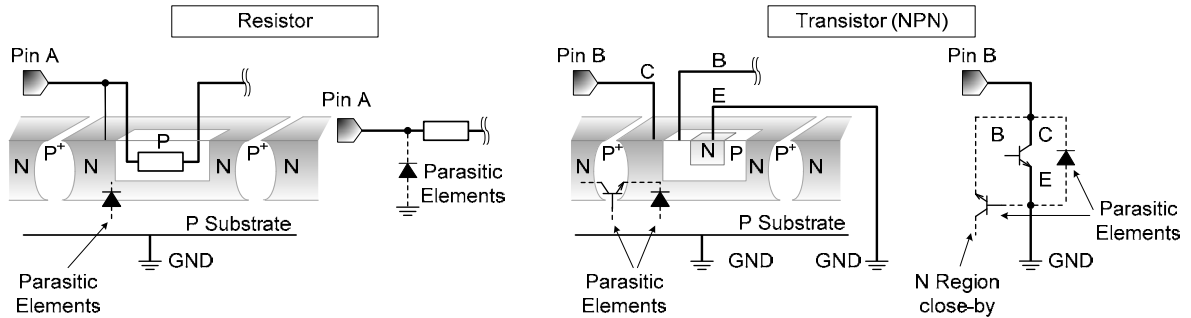 Resistor
Pin A
P
N
P+
N
N
P+
N
P Substrate
GND
Parasitic
Elements
Pin A
Parasitic
Elements
Transistor (NPN)
Pin B
C
B
E
N
P+
N
N
P
P+
N
P Substrate
GND
GND
Parasitic
Elements
Pin B
B
C
E
Parasitic
Elements
GND
N Region
close-by